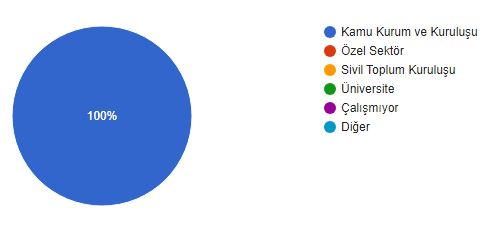 100%
Kamu Kurum ve Kuruluşu
Özel Sektör
Sivil Toplum Kuruluşu
Üniversite
Çalışmıyor
Diğer